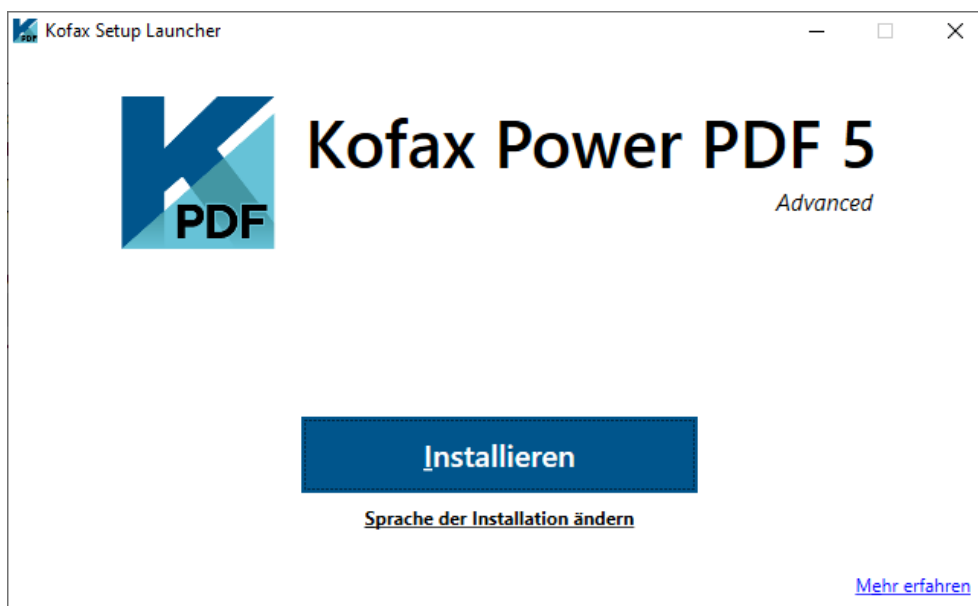 Kofax Setup Launcher
PDF
Kofax Power PDF 5
PDF
Advanced
Installieren
Sprache der Installation ändern
Mehr erfahren